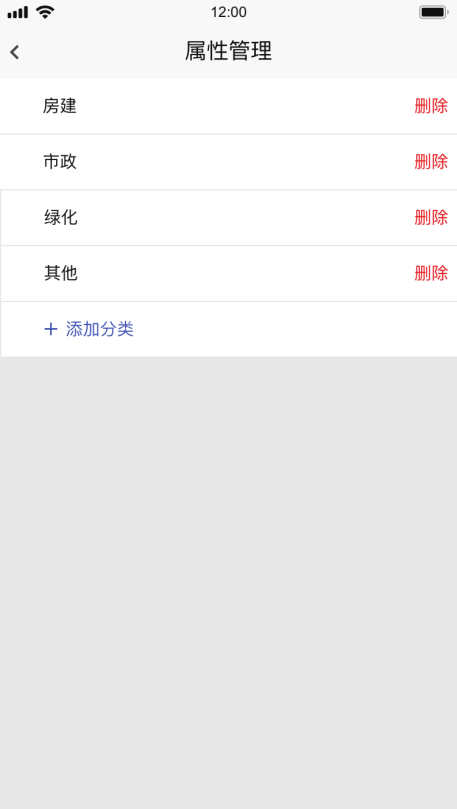 12:00
属性管理
房建 删除
市政 删除
绿化 删除
其他 删除
+ 添加分类